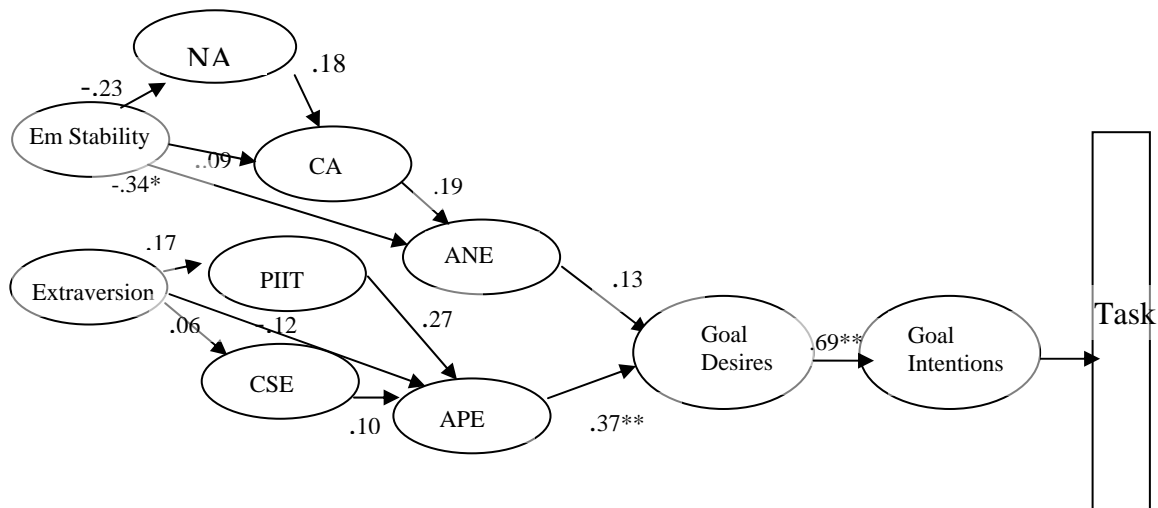 NA
.18
-.23
Em Stability
.09
CA
-.34*
.19
ANE
.17
PIIT
.13
Extraversion
Task
.06
-.12
.27
Goal
Desires
.69**
Goal
Intentions
CSE
.10
APE
.37**